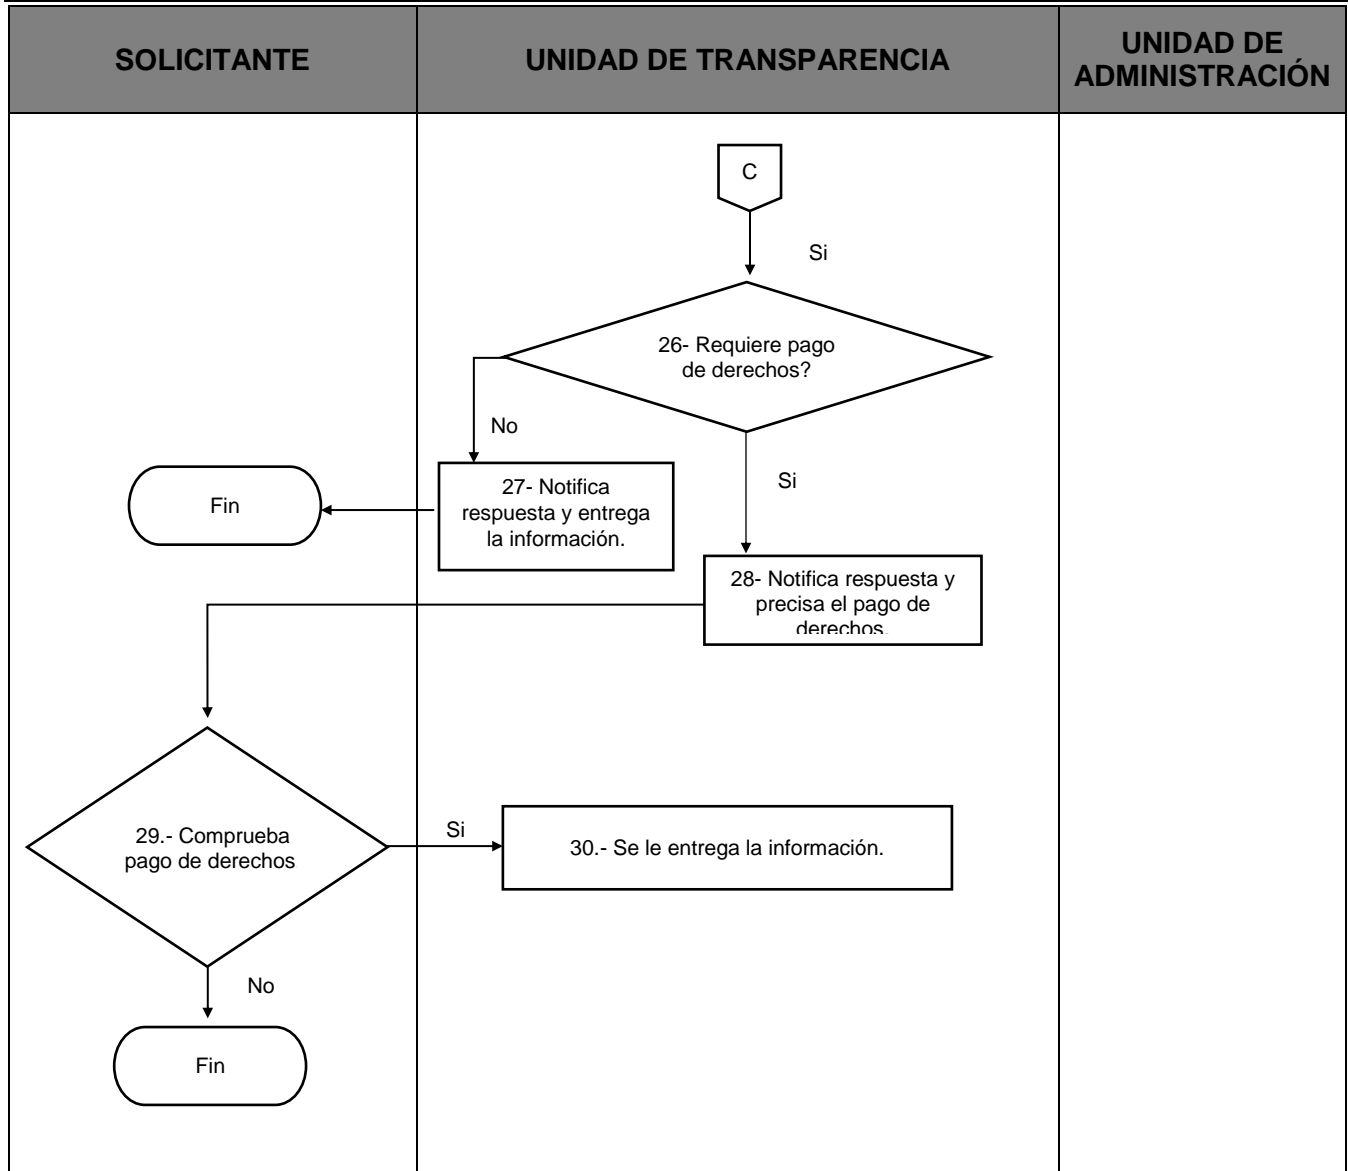 SOLICITANTE
UNIDAD DE TRANSPARENCIA
UNIDAD DE
ADMINISTRACIÓN
C
Si
26- Requiere pago
de derechos?
No
Si
27- Notifica
respuesta y entrega
la información.
Fin
28- Notifica respuesta y
precisa el pago de
derechos.
29.- Comprueba
pago de derechos
Si
30.- Se le entrega la información.
No
Fin